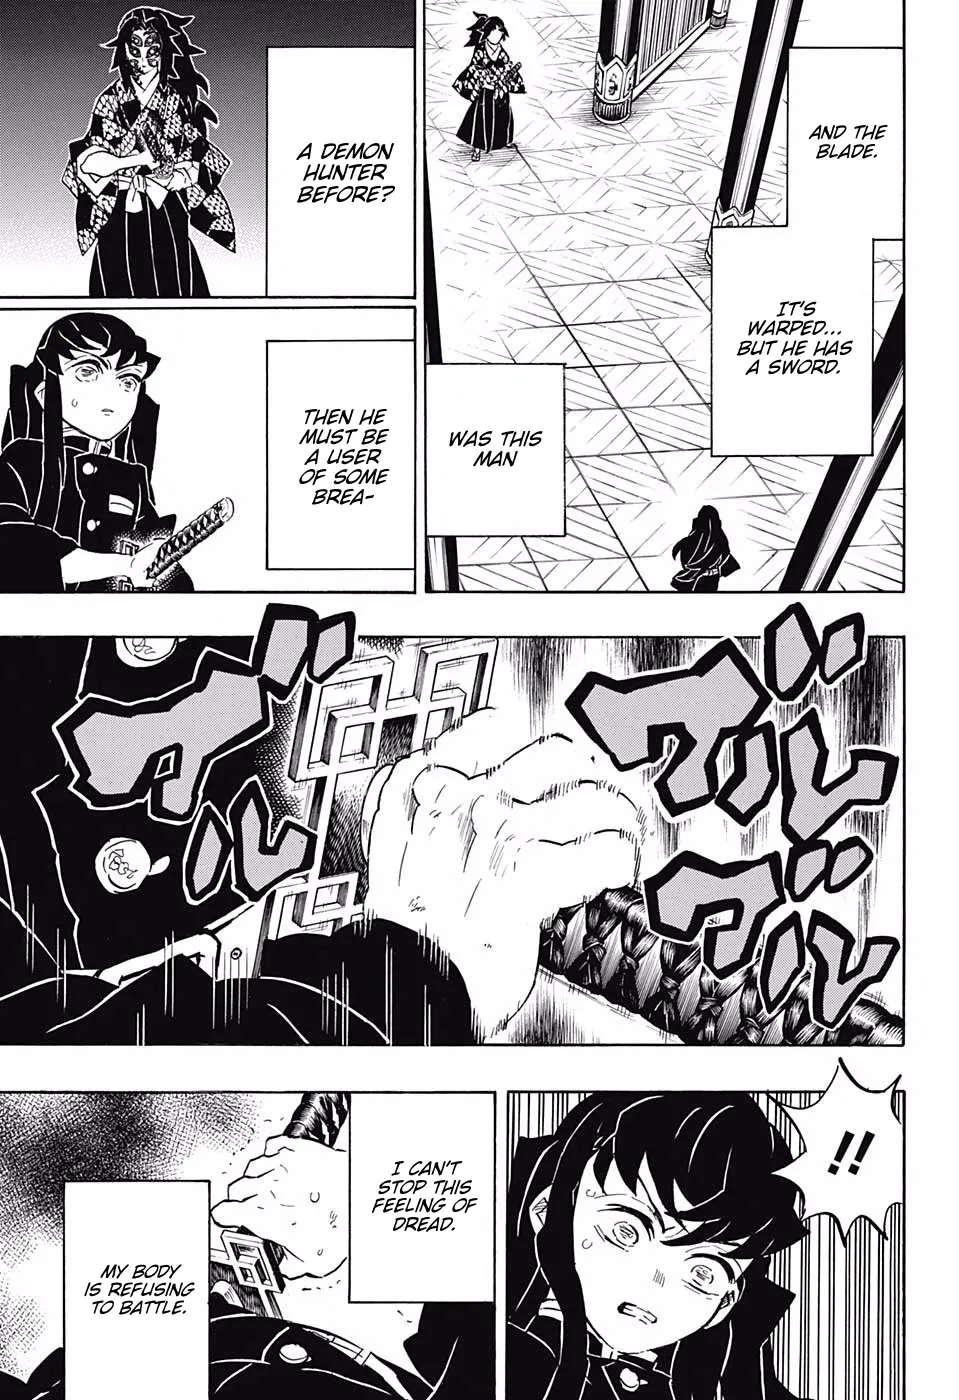 AND THE
BLADE.
IT'S
WARPED...
BUT HE HAS
A SWORD.
WAS THIS
MAN
A DEMON
HUNTER
BEFORE?
THEN HE
MUST BE
A USER
OF SOME
BREA-
ブル
ブル
ブル
ブル
!!
I CAN'T
STOP THIS
FEELING OF
DREAD.
MY BODY
IS REFUSING
TO BATTLE.